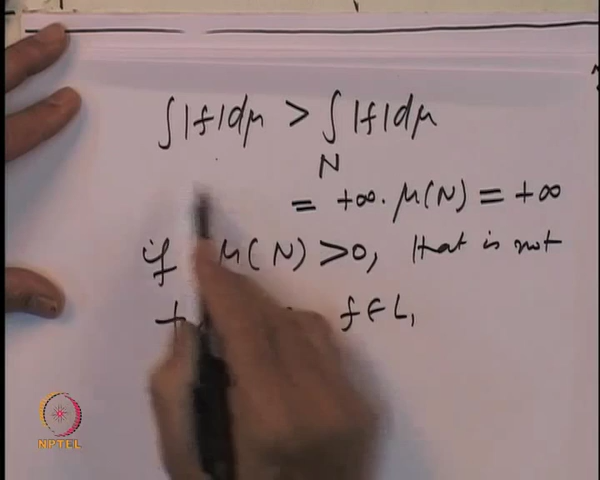 ∫|f|dμ > ∫|f|dμ
N
= +∞. μ(N) = +∞
if μ(N) >0, that is not
f ∈ L₁
NPTEL